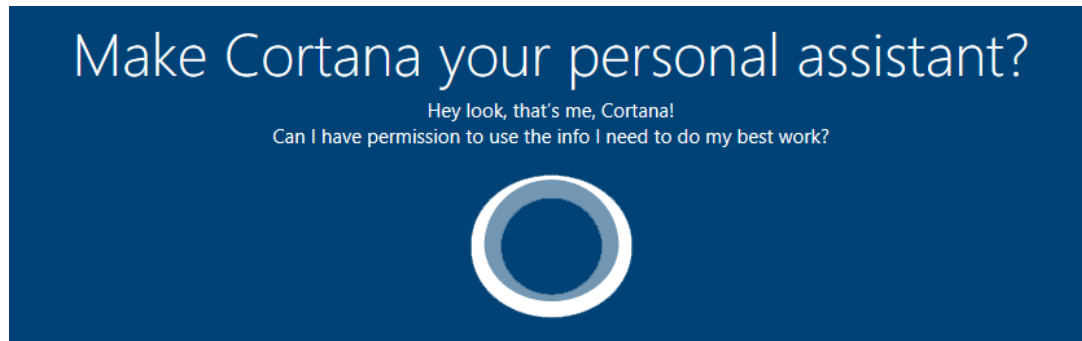 Make Cortana your personal assistant?
Hey look, that's me, Cortana!
Can I have permission to use the info I need to do my best work?